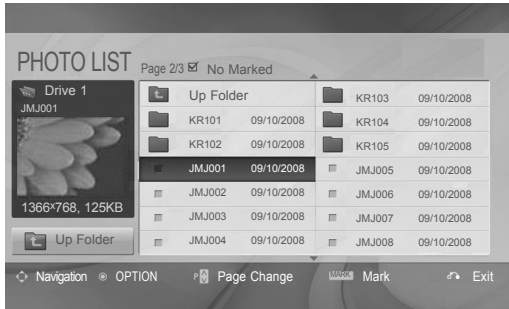 PHOTO LIST
Page 2/3 No Marked
Drive 1
JMJ001
1366x768, 125KB
Up Folder
Up Folder
KR101 09/10/2008
KR102 09/10/2008
JMJ001 09/10/2008
JMJ002 09/10/2008
JMJ003 09/10/2008
JMJ004 09/10/2008
KR103 09/10/2008
KR104 09/10/2008
KR105 09/10/2008
JMJ005 09/10/2008
JMJ006 09/10/2008
JMJ007 09/10/2008
JMJ008 09/10/2008
Navigation OPTION P Page Change MARK Mark Exit